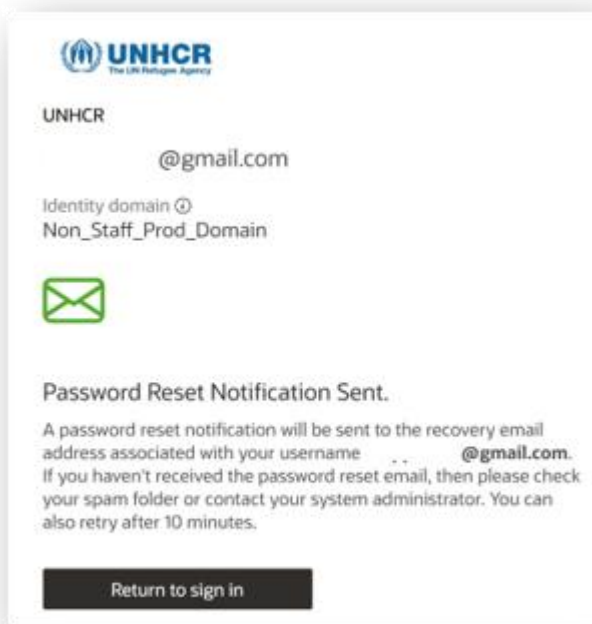 UNHCR
The UN Refugee Agency
UNHCR
@gmail.com
Identity domain
Non_Staff_Prod_Domain
Password Reset Notification Sent.
A password reset notification will be sent to the recovery email
address associated with your username @gmail.com.
If you haven't received the password reset email, then please check
your spam folder or contact your system administrator. You can
also retry after 10 minutes.
Return to sign in